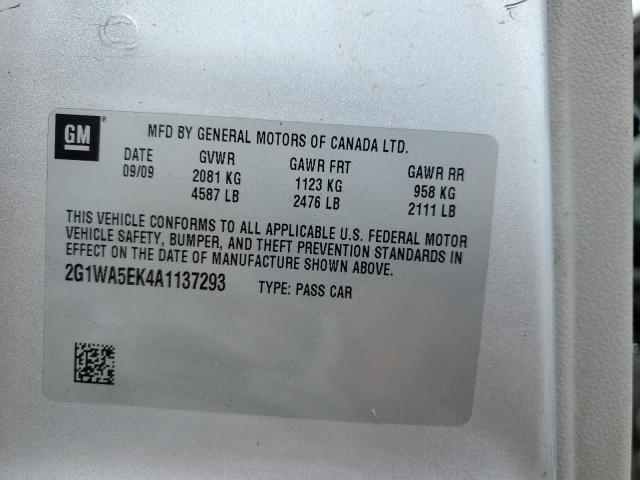 GM
MFD BY GENERAL MOTORS OF CANADA LTD.
DATE GVWR GAWR FRT GAWR RR
09/09 2081 KG 1123 KG 958 KG
4587 LB 2476 LB 2111 LB
THIS VEHICLE CONFORMS TO ALL APPLICABLE U.S. FEDERAL MOTOR
VEHICLE SAFETY, BUMPER, AND THEFT PREVENTION STANDARDS IN
EFFECT ON THE DATE OF MANUFACTURE SHOWN ABOVE.
2G1WA5EK4A1137293 TYPE: PASS CAR